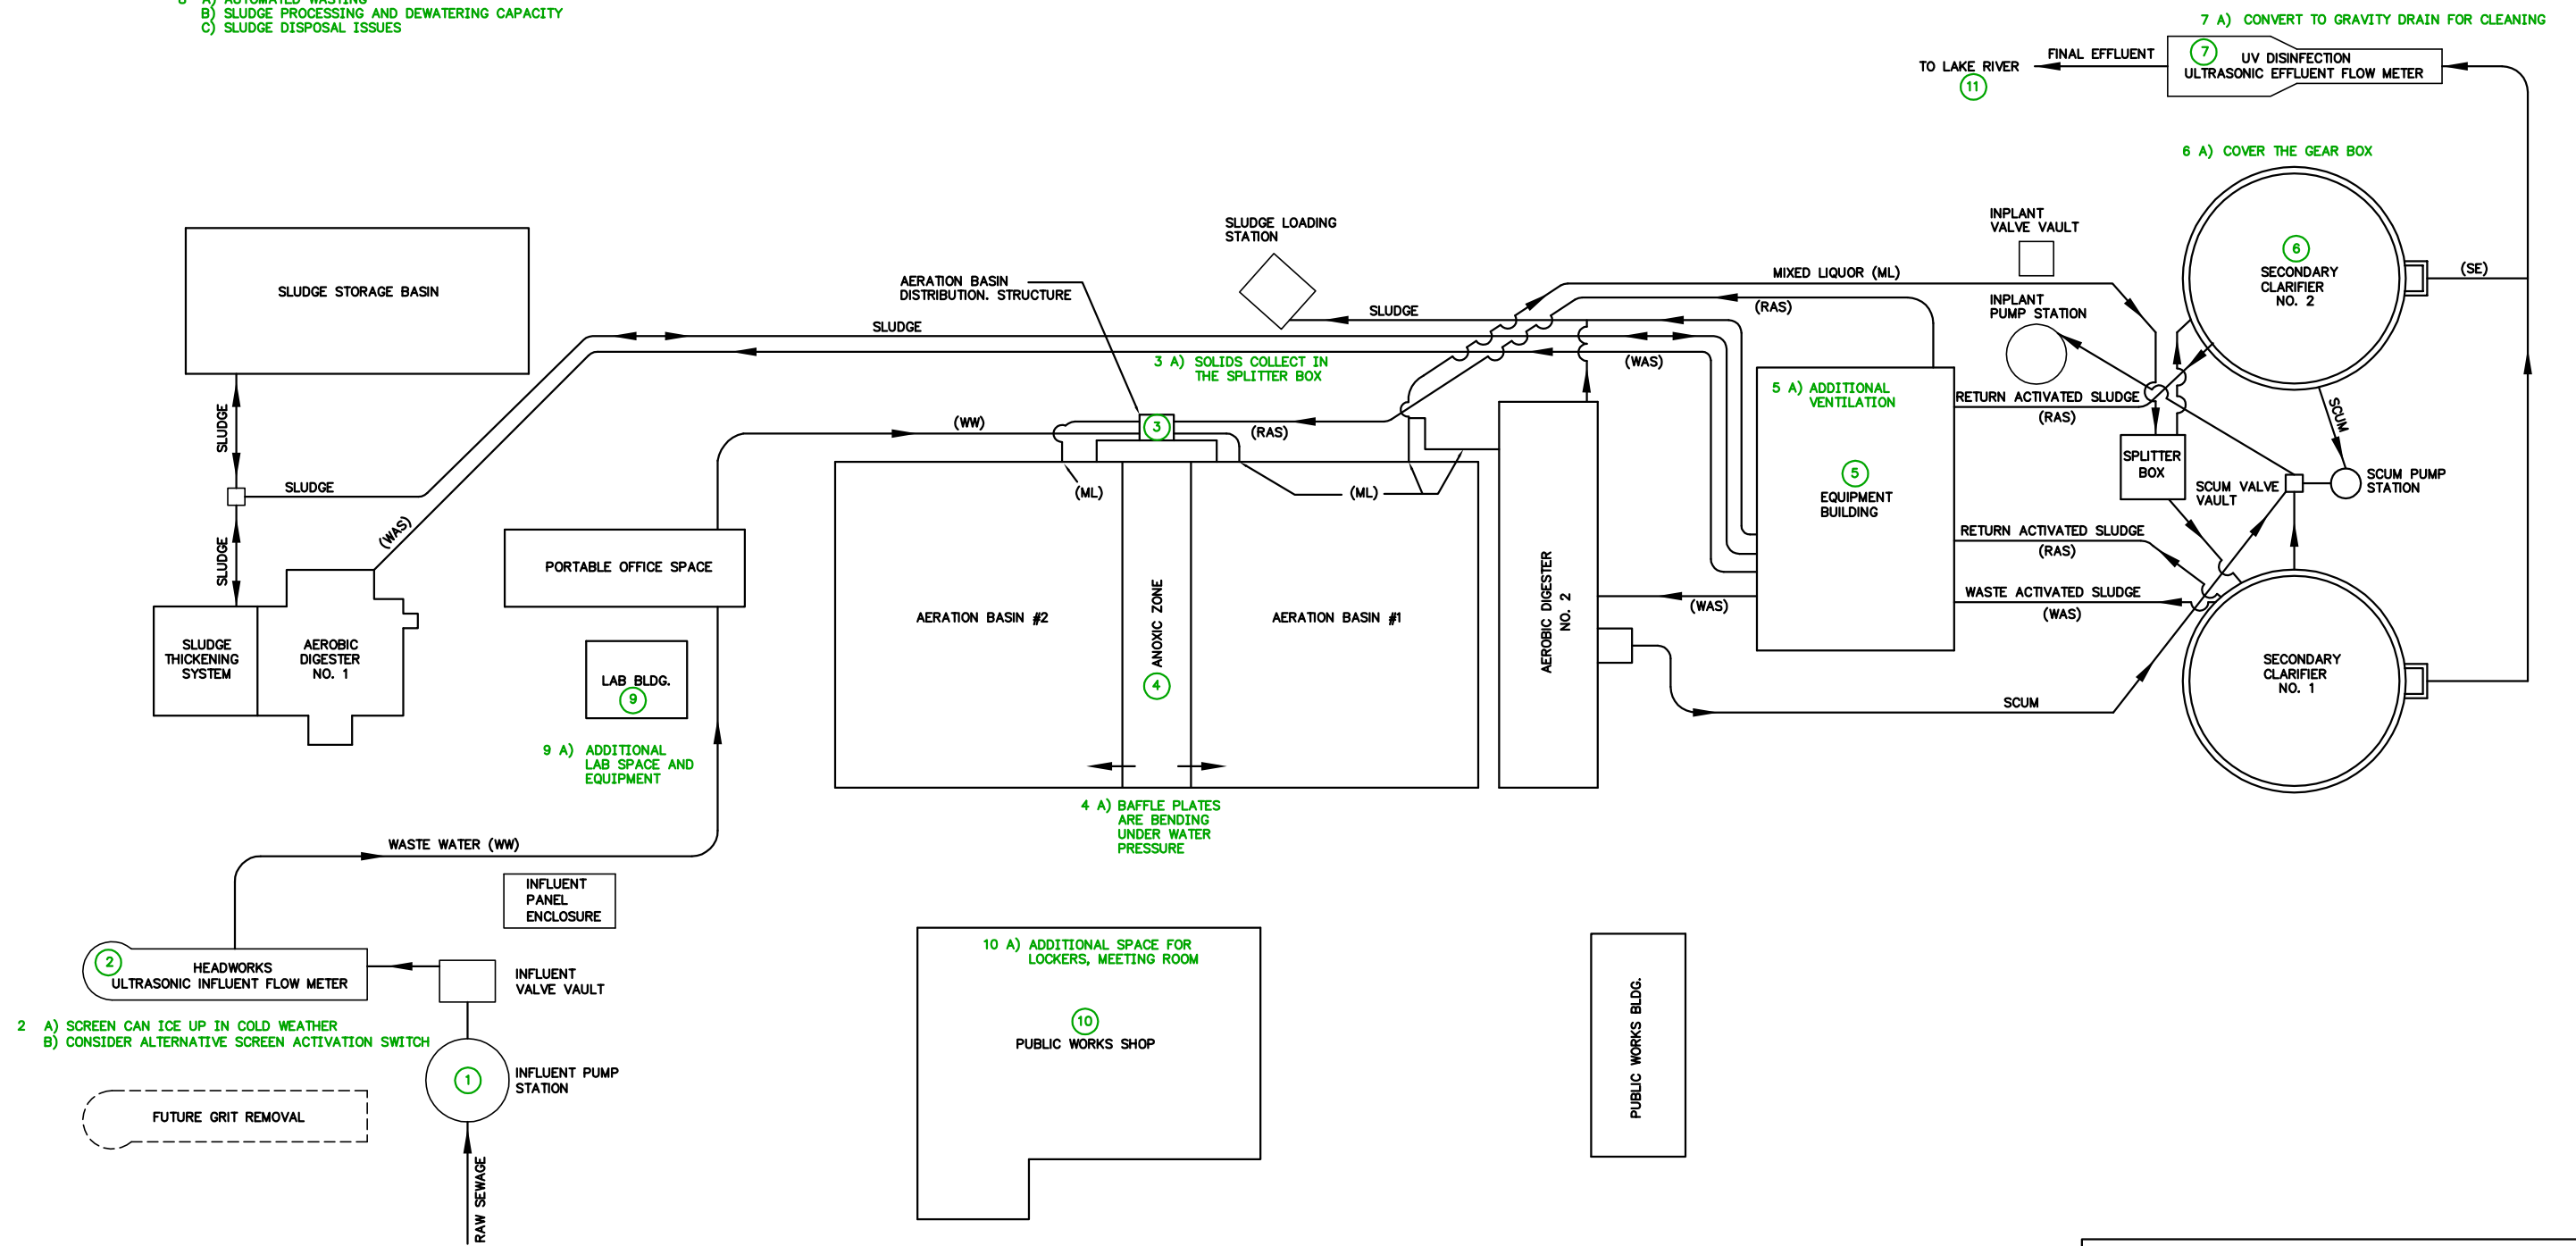 B) SLUDGE PROCESSING AND DEWATERING CAPACITY
C) SLUDGE DISPOSAL ISSUES
7 A) CONVERT TO GRAVITY DRAIN FOR CLEANING
FINAL EFFLUENT
TO LAKE RIVER
11
7
UV DISINFECTION
ULTRASONIC EFFLUENT FLOW METER
6 A) COVER THE GEAR BOX
SLUDGE STORAGE BASIN
AERATION BASIN
DISTRIBUTION. STRUCTURE
SLUDGE LOADING
STATION
INPLANT
VALVE VAULT
MIXED LIQUOR (ML)
INPLANT
PUMP STATION
6
SECONDARY
CLARIFIER
NO. 2
(SE)
SLUDGE
SLUDGE
(RAS)
(WAS)
3 A) SOLIDS COLLECT IN
THE SPLITTER BOX
5 A) ADDITIONAL
VENTILATION
RETURN ACTIVATED SLUDGE
(RAS)
SCUM
SLUDGE
(WW)
3
(RAS)
SLUDGE
(ML)
(ML)
5
EQUIPMENT
BUILDING
SPLITTER
BOX
SCUM VALVE
VAULT
SCUM PUMP
STATION
(WAS)
SLUDGE
RETURN ACTIVATED SLUDGE
(RAS)
WASTE ACTIVATED SLUDGE
(WAS)
(WAS)
PORTABLE OFFICE SPACE
SLUDGE
THICKENING
SYSTEM
AEROBIC
DIGESTER
NO. 1
LAB BLDG.
9
9 A) ADDITIONAL
LAB SPACE AND
EQUIPMENT
AERATION BASIN #2
ANOXIC ZONE
4
AERATION BASIN #1
AEROBIC DIGESTER
NO. 2
SCUM
SECONDARY
CLARIFIER
NO. 1
4 A) BAFFLE PLATES
ARE BENDING
UNDER WATER
PRESSURE
WASTE WATER (WW)
INFLUENT
PANEL
ENCLOSURE
2
HEADWORKS
ULTRASONIC INFLUENT FLOW METER
INFLUENT
VALVE VAULT
2 A) SCREEN CAN ICE UP IN COLD WEATHER
B) CONSIDER ALTERNATIVE SCREEN ACTIVATION SWITCH
1
INFLUENT PUMP
STATION
FUTURE GRIT REMOVAL
RAW SEWAGE
10 A) ADDITIONAL SPACE FOR
LOCKERS, MEETING ROOM
10
PUBLIC WORKS SHOP
PUBLIC WORKS BLDG.